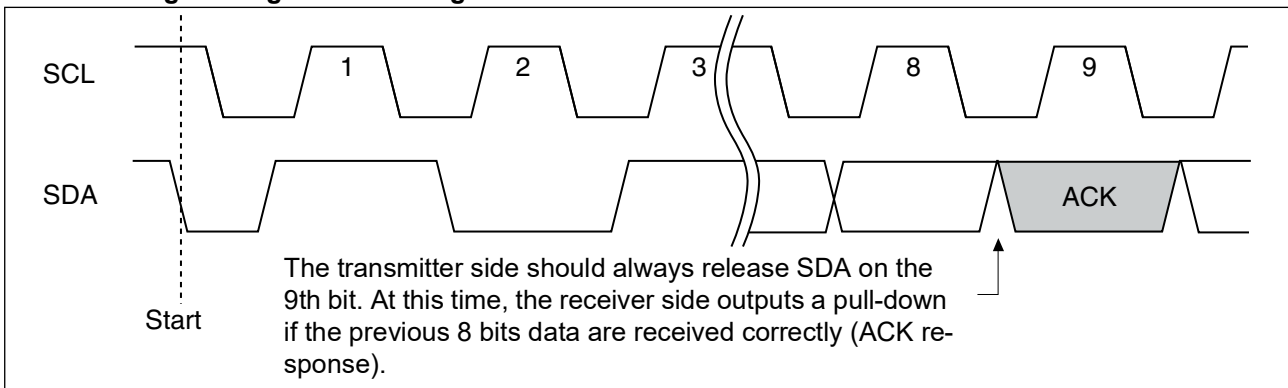 SCL
1
2
3
8
9
SDA
ACK
The transmitter side should always release SDA on the
9th bit. At this time, the receiver side outputs a pull-down
if the previous 8 bits data are received correctly (ACK re-
sponse).
Start